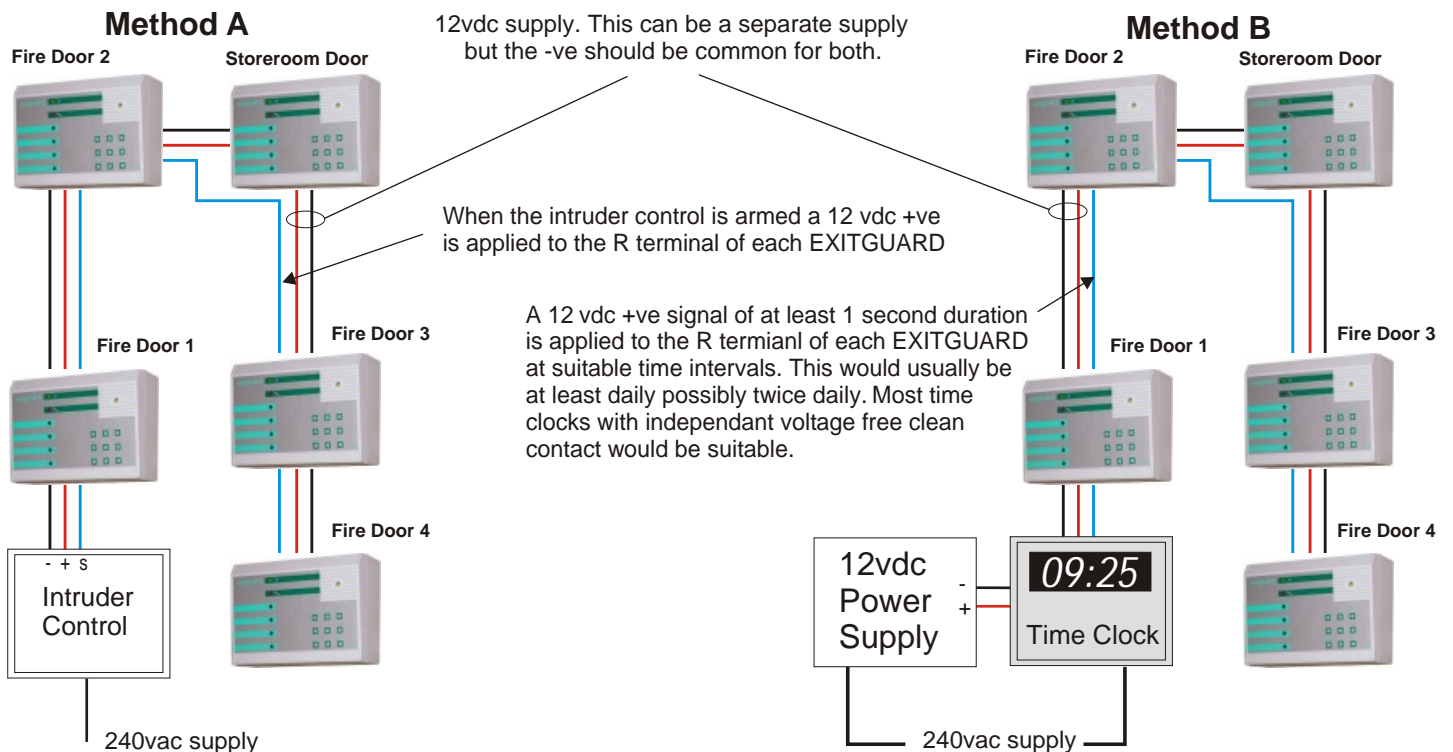 Method A
Fire Door 2
Storeroom Door
12vdc supply. This can be a separate supply
but the -ve should be common for both.
Method B
Fire Door 2
Storeroom Door
When the intruder control is armed a 12 vdc +ve
is applied to the R terminal of each EXITGUARD
A 12 vdc +ve signal of at least 1 second duration
is applied to the R termianl of each EXITGUARD
at suitable time intervals. This would usually be
at least daily possibly twice daily. Most time
clocks with independant voltage free clean
contact would be suitable.
Fire Door 1
Fire Door 3
Fire Door 4
- + S
Intruder
Control
240vac supply
Fire Door 1
Fire Door 3
Fire Door 4
12vdc
Power
Supply
-
+
09:25
Time Clock
240vac supply